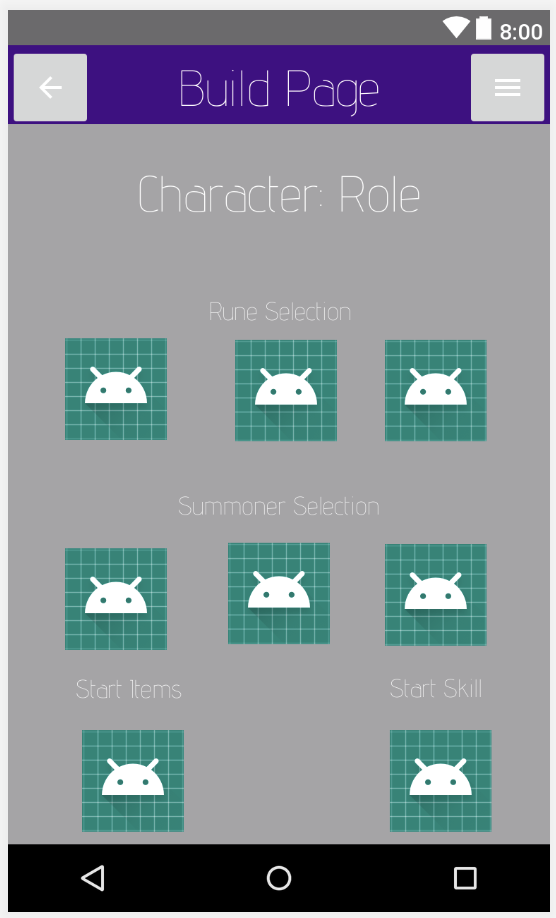 8:00
Build Page
Character: Role
Rune Selection
Summoner Selection
Start Items
Start Skill